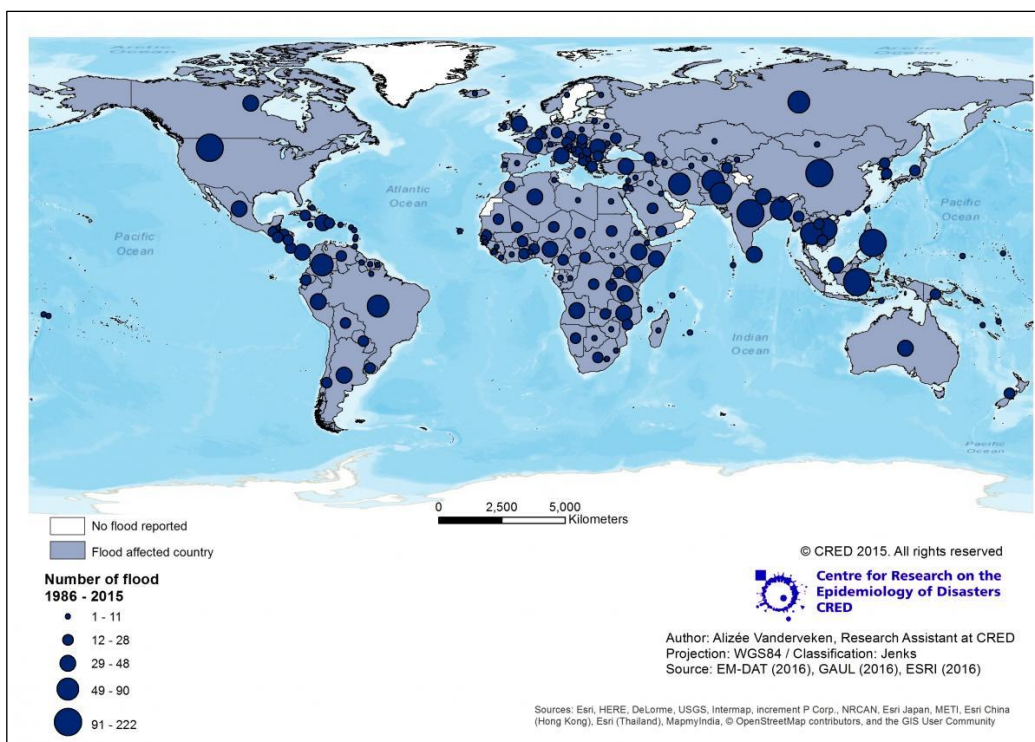 Arctic
Ocean
Arctic
Ocean
Atlantic
Ocean
Pacific
Ocean
Pacific
Ocean
Indian
Ocean
Pacific
Ocean
0 2,500 5,000
Kilometers
No flood reported
Flood affected country
Number of flood
1986 - 2015
1 - 11
12 - 28
29 - 48
49 - 90
91 - 222
© CRED 2015. All rights reserved
Centre for Research on the
Epidemiology of Disasters
CRED
Author: Alizée Vanderveken, Research Assistant at CRED
Projection: WGS84 / Classification: Jenks
Source: EM-DAT (2016), GAUL (2016), ESRI (2016)
Sources: Esri, HERE, DeLorme, USGS, Intermap, increment P Corp., NRCAN, Esri Japan, METI, Esri China
(Hong Kong), Esri (Thailand), MapmyIndia, © OpenStreetMap contributors, and the GIS User Community